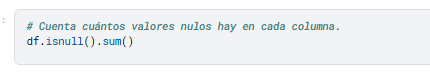 # Cuenta cuántos valores nulos hay en cada columna.
df.isnull().sum()